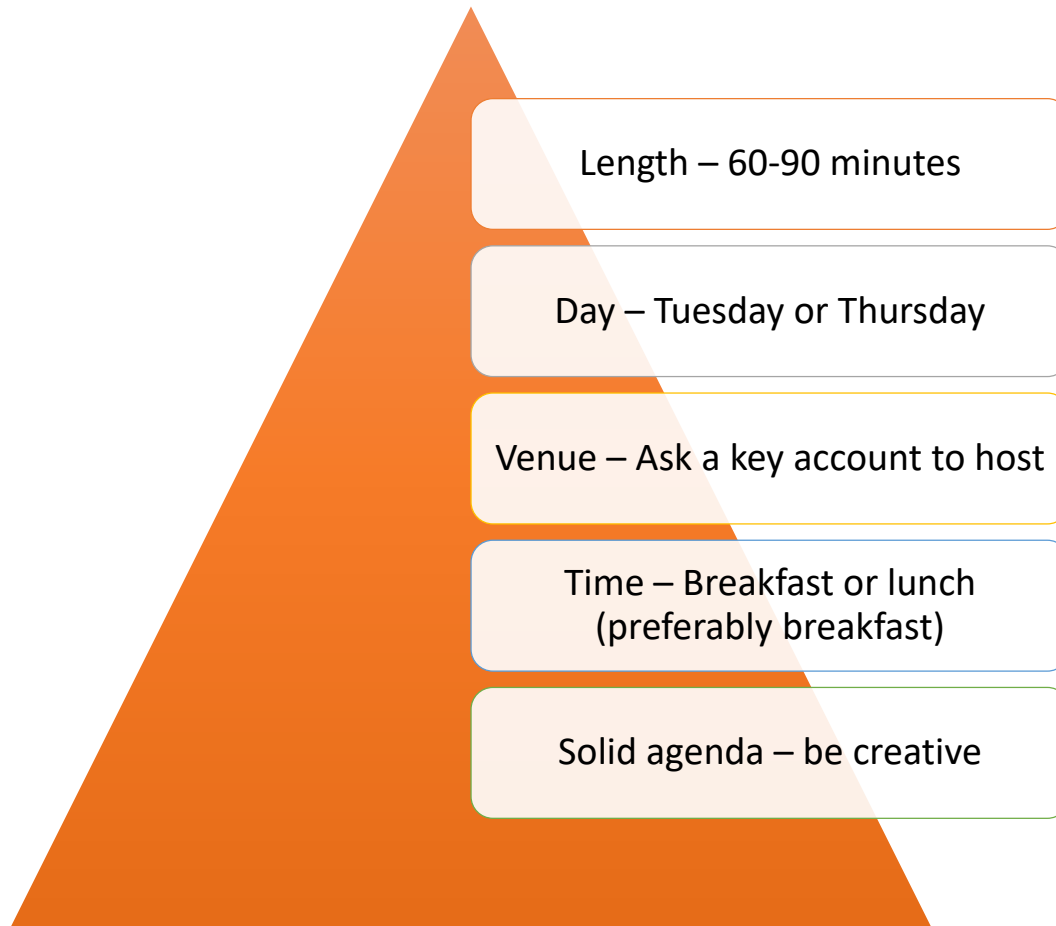 Length – 60-90 minutes
Day – Tuesday or Thursday
Venue – Ask a key account to host
Time – Breakfast or lunch
(preferably breakfast)
Solid agenda – be creative